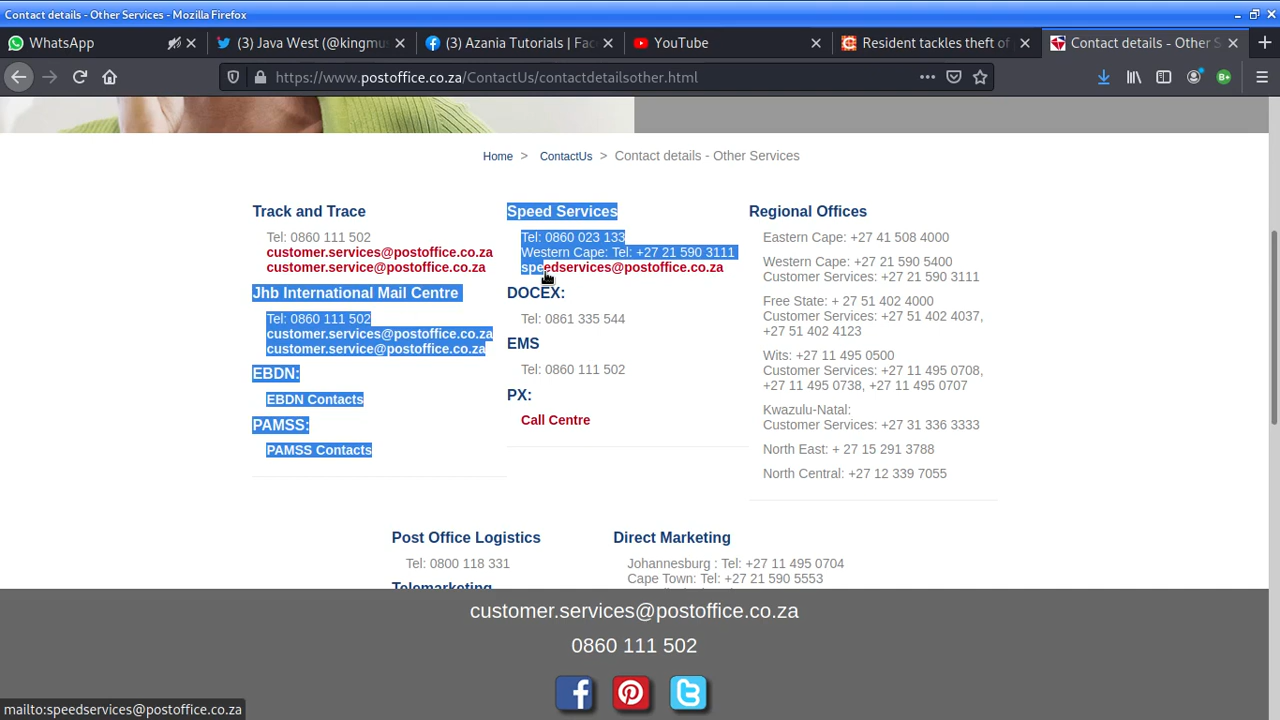 Contact details - Other Services - Mozilla Firefox
WhatsApp
(3) Java West (@kingmus
(3) Azania Tutorials | Fac
YouTube
Resident tackles theft of
Contact details - Other S
https://www.postoffice.co.za/ContactUs/contactdetailsother.html
Home > ContactUs > Contact details - Other Services
Track and Trace
Tel: 0860 111 502
customer.services@postoffice.co.za
customer.service@postoffice.co.za
Jhb International Mail Centre
Tel: 0860 111 502
customer.services@postoffice.co.za
customer.service@postoffice.co.za
EBDN:
EBDN Contacts
PAMSS:
PAMSS Contacts
Speed Services
Tel: 0860 023 133
Western Cape: Tel: +27 21 590 3111
speedservices@postoffice.co.za
DOCEX:
Tel: 0861 335 544
EMS
Tel: 0860 111 502
PX:
Call Centre
Regional Offices
Eastern Cape: +27 41 508 4000
Western Cape: +27 21 590 5400
Customer Services: +27 21 590 3111
Free State: + 27 51 402 4000
Customer Services: +27 51 402 4037,
+27 51 402 4123
Wits: +27 11 495 0500
Customer Services: +27 11 495 0708,
+27 11 495 0738, +27 11 495 0707
Kwazulu-Natal:
Customer Services: +27 31 336 3333
North East: + 27 15 291 3788
North Central: +27 12 339 7055
Post Office Logistics
Tel: 0800 118 331
Telemarketing
Direct Marketing
Johannesburg : Tel: +27 11 495 0704
Cape Town: Tel: +27 21 590 5553
customer.services@postoffice.co.za
0860 111 502
mailto:speedservices@postoffice.co.za